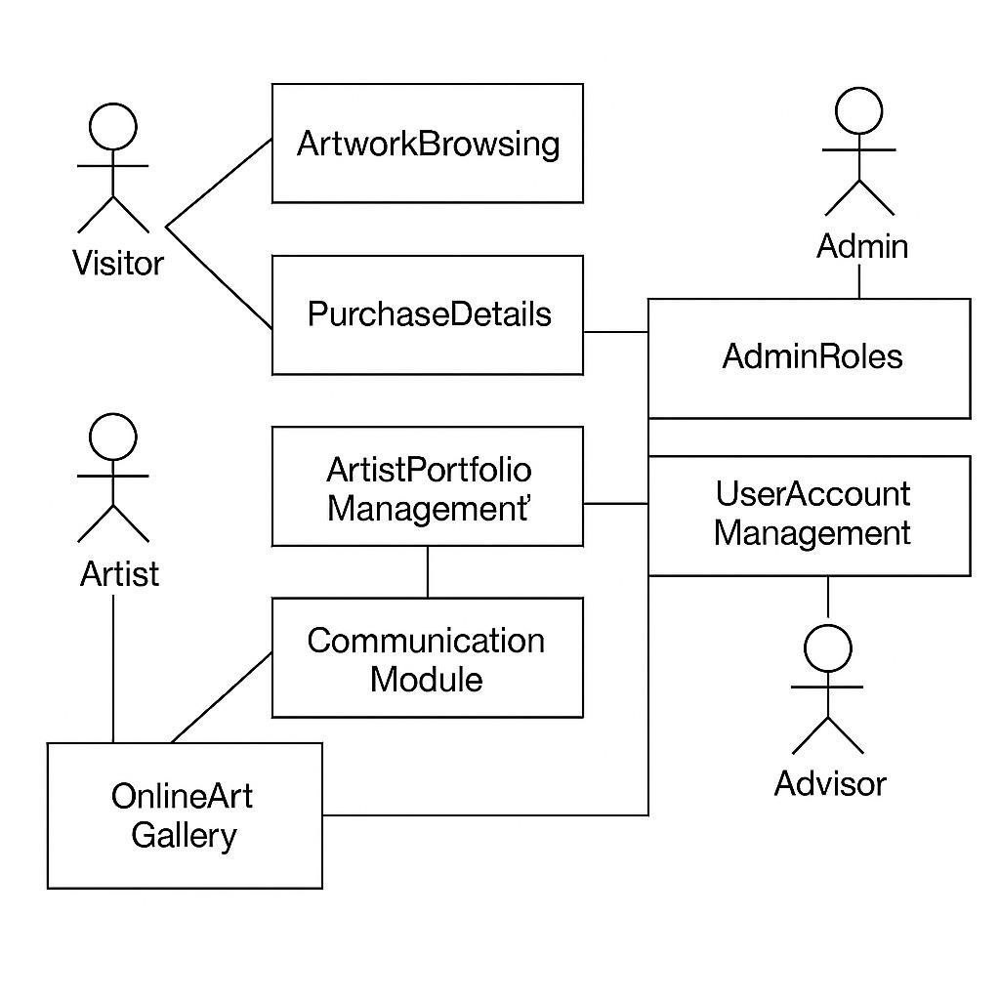 ArtworkBrowsing
Admin
Visitor
PurchaseDetails
AdminRoles
ArtistPortfolio
Management'
UserAccount
Management
Artist
Communication
Module
OnlineArt
Gallery
Advisor